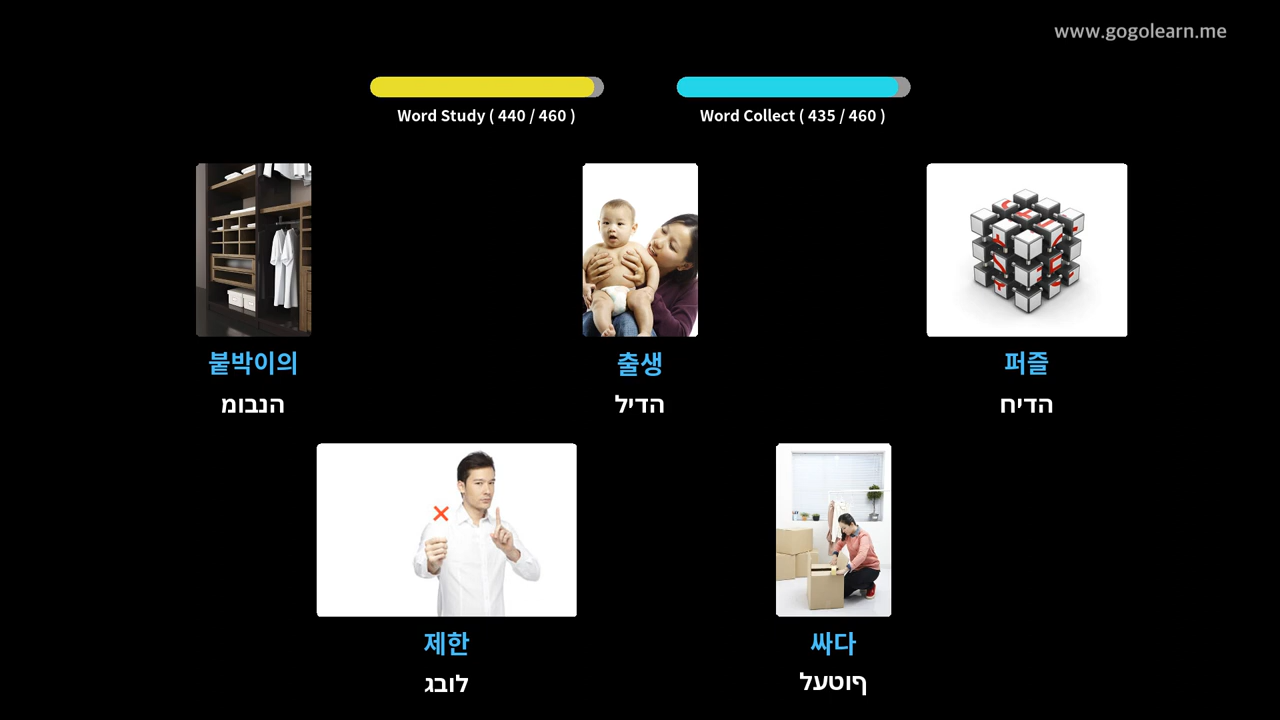 www.gogolearn.me
Word Study ( 440 / 460 )
Word Collect ( 435 / 460 )
붙박이의
출생
퍼즐
הנבומ
הדיל
הדיח
제한
싸다
לובג
ףוטעל